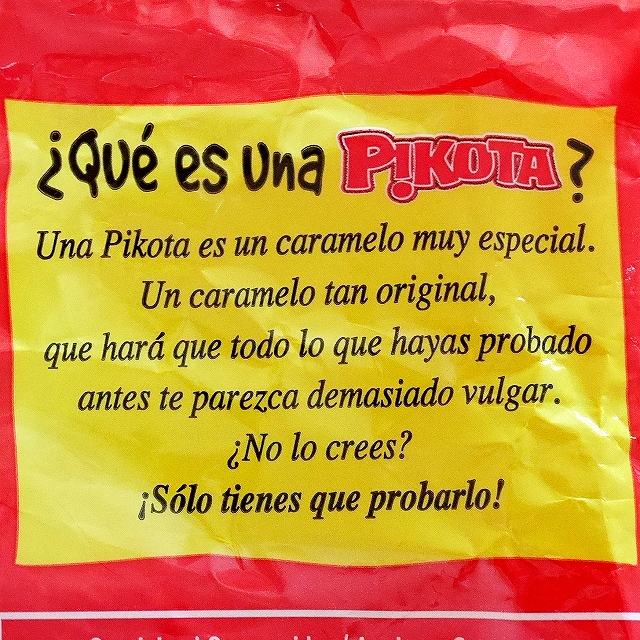 ¿Qué es una PIKOTA?
Una Pikota es un caramelo muy especial.
Un caramelo tan original,
que hará que todo lo que hayas probado
antes te parezca demasiado vulgar.
¿No lo crees?
¡Sólo tienes que probarlo!